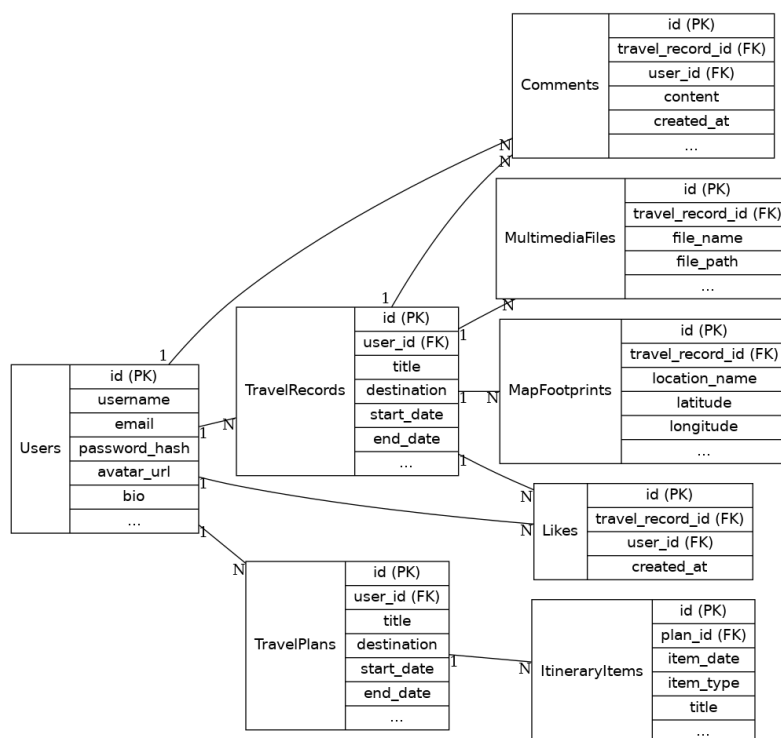 Comments
id (PK)
travel_record_id (FK)
user_id (FK)
content
created_at
...
MultimediaFiles
id (PK)
travel_record_id (FK)
file_name
file_path
...
MapFootprints
id (PK)
travel_record_id (FK)
location_name
latitude
longitude
...
TravelRecords
id (PK)
user_id (FK)
title
destination
start_date
end_date
...
Users
id (PK)
username
email
password_hash
avatar_url
bio
...
Likes
id (PK)
travel_record_id (FK)
user_id (FK)
created_at
TravelPlans
id (PK)
user_id (FK)
title
destination
start_date
end_date
...
ItineraryItems
id (PK)
plan_id (FK)
item_date
item_type
title
...
1
N
1
N
1
N
1
N
1
N
1
N
1
N
1
N
1
N